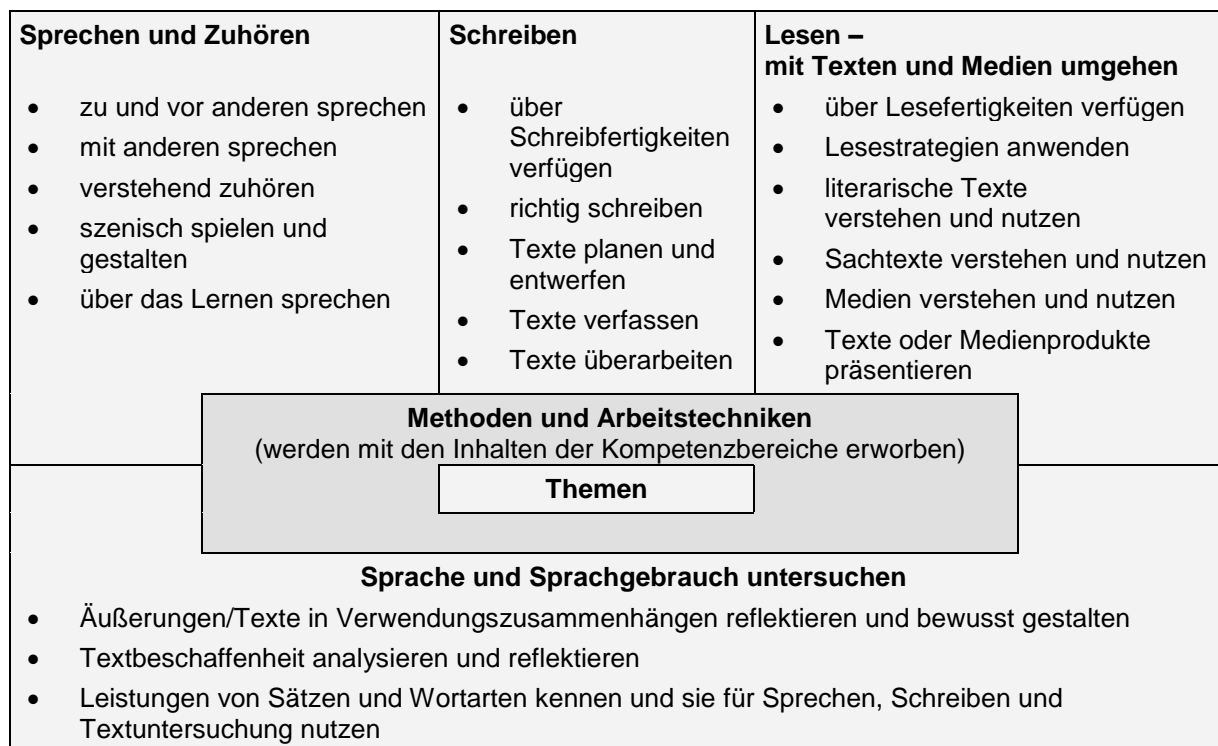 Sprechen und Zuhören
• zu und vor anderen sprechen
• mit anderen sprechen
• verstehend zuhören
• szenisch spielen und
gestalten
• über das Lernen sprechen
Schreiben
• über
Schreibfertigkeiten
verfügen
• richtig schreiben
• Texte planen und
entwerfen
• Texte verfassen
• Texte überarbeiten
Lesen –
mit Texten und Medien umgehen
• über Lesefertigkeiten verfügen
• Lesestrategien anwenden
• literarische Texte
verstehen und nutzen
• Sachtexte verstehen und nutzen
• Medien verstehen und nutzen
• Texte oder Medienprodukte
präsentieren
Methoden und Arbeitstechniken
(werden mit den Inhalten der Kompetenzbereiche erworben)
Themen
Sprache und Sprachgebrauch untersuchen
• Äußerungen/Texte in Verwendungszusammenhängen reflektieren und bewusst gestalten
• Textbeschaffenheit analysieren und reflektieren
• Leistungen von Sätzen und Wortarten kennen und sie für Sprechen, Schreiben und
Textuntersuchung nutzen